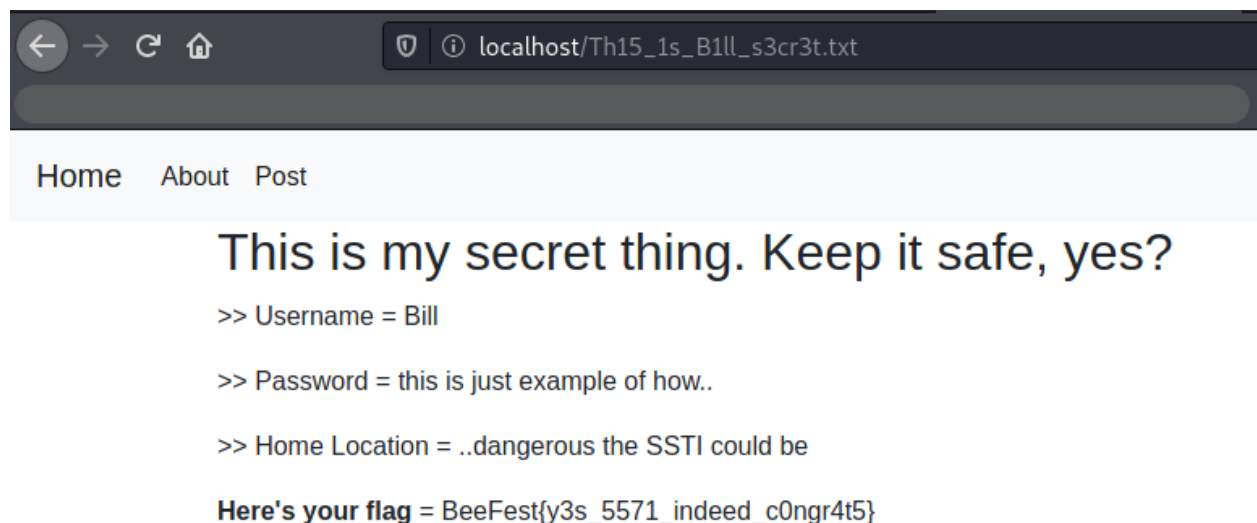 localhost/Th15_1s_B1ll_s3cr3t.txt
Home About Post
This is my secret thing. Keep it safe, yes?
>> Username = Bill
>> Password = this is just example of how..
>> Home Location = ..dangerous the SSTI could be
Here's your flag = BeeFest{y3s_5571_indeed_c0ngr4t5}